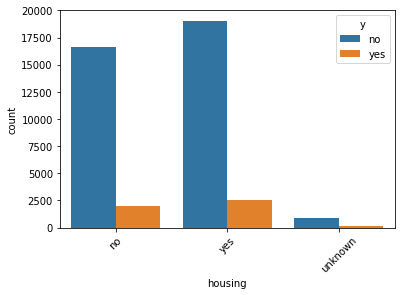 20000
17500
15000
12500
10000
7500
5000
2500
0
count
y
no
yes
no
yes
unknown
housing